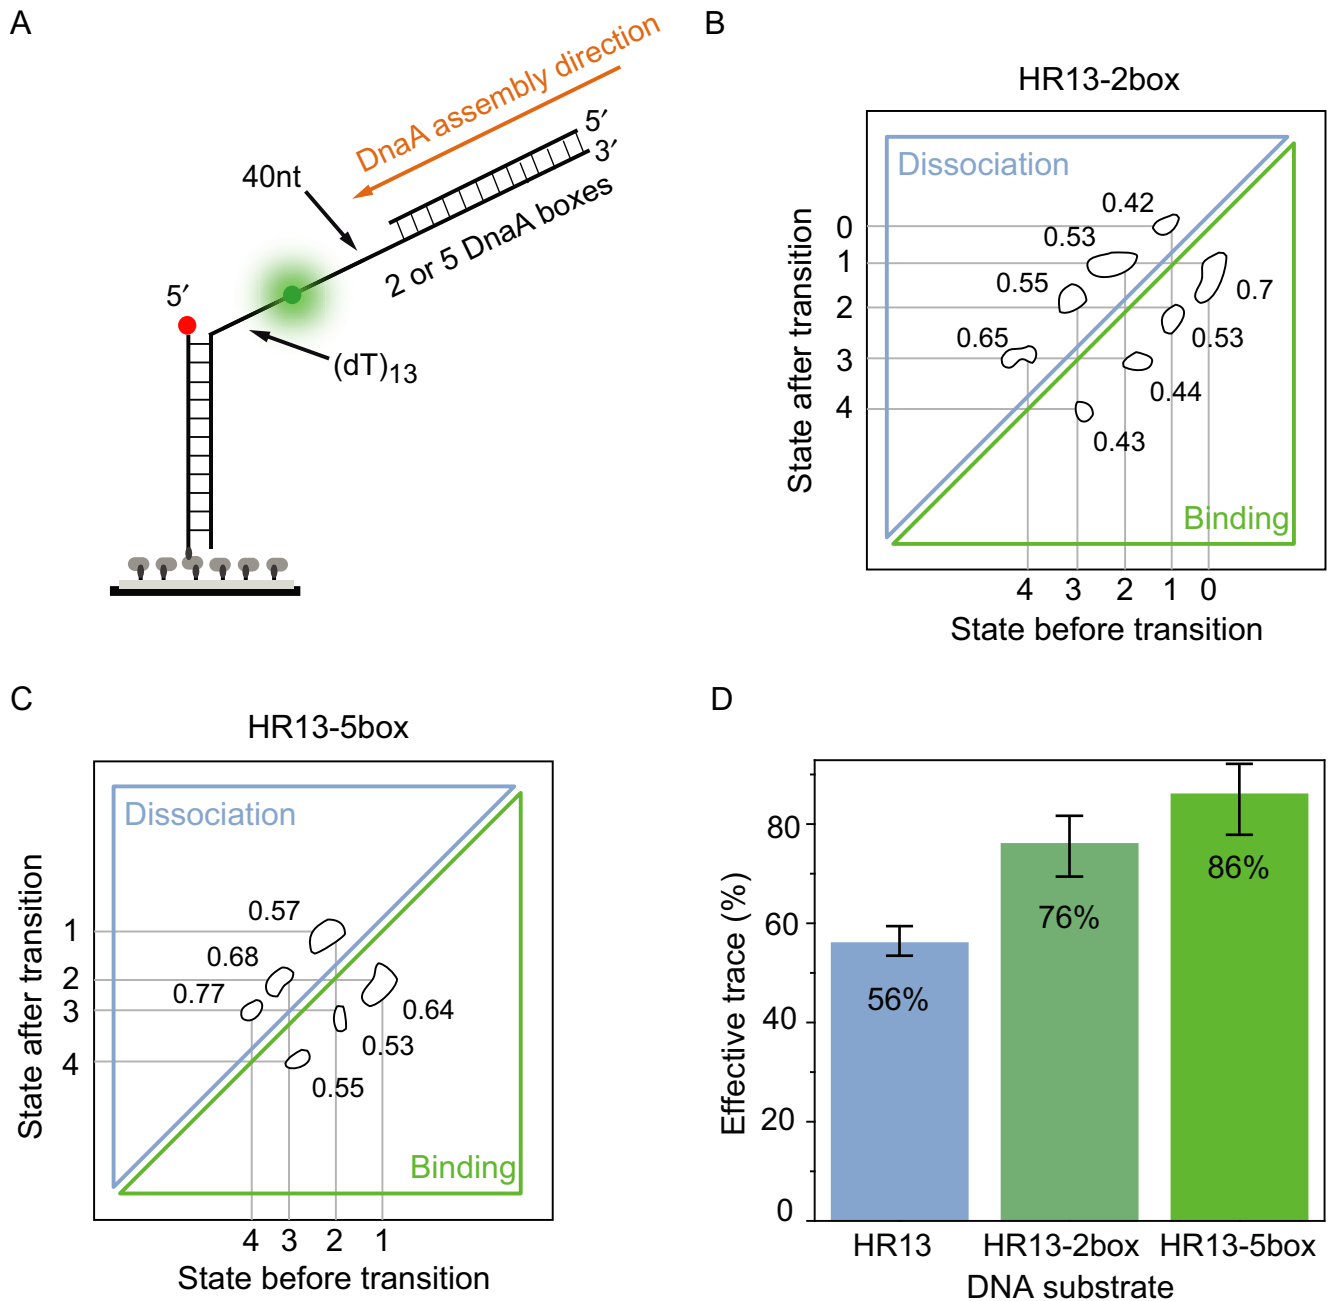 A
DnaA assembly direction
5′
3′
40nt
2 or 5 DnaA boxes
5′
(dT)13
B
HR13-2box
Dissociation
0.42
0.53
0.55
0.7
0.65
0.53
0.44
0.43
Binding
State after transition
0
1
2
3
4
4 3 2 1 0
State before transition
C
HR13-5box
Dissociation
0.57
0.68
0.77
0.64
0.53
0.55
Binding
State after transition
1
2
3
4
4 3 2 1
State before transition
D
Effective trace (%)
80
60
40
20
0
56%
76%
86%
HR13 HR13-2box HR13-5box
DNA substrate